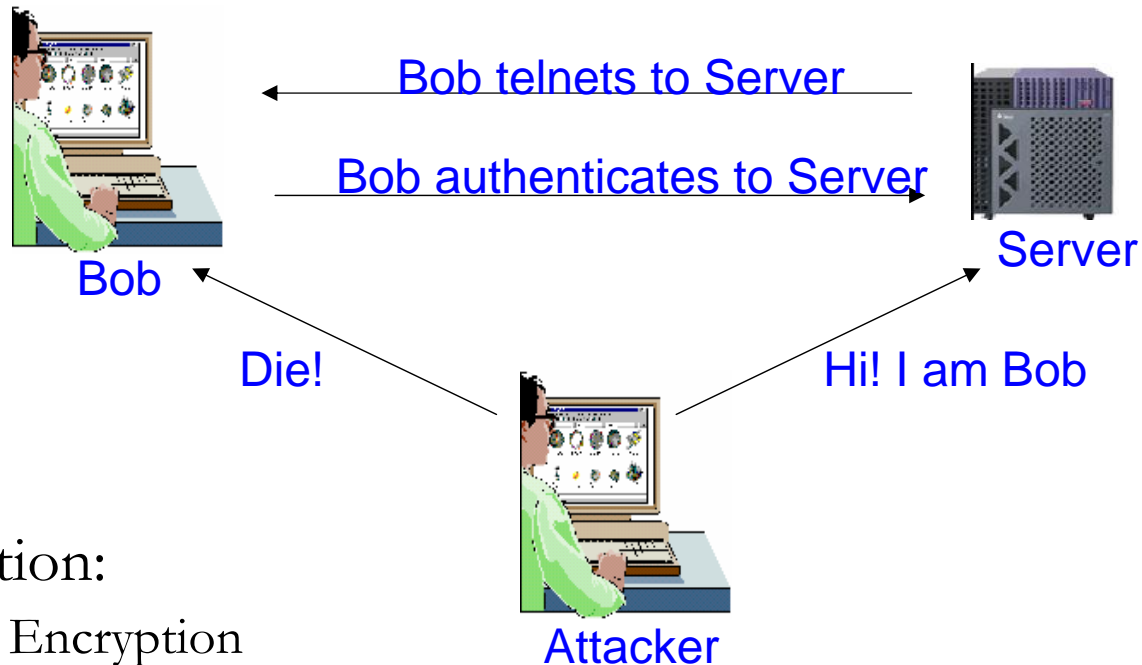 Bob telnets to Server
Bob authenticates to Server
Server
Bob
Die!
Hi! I am Bob
tion:
Encryption
Attacker